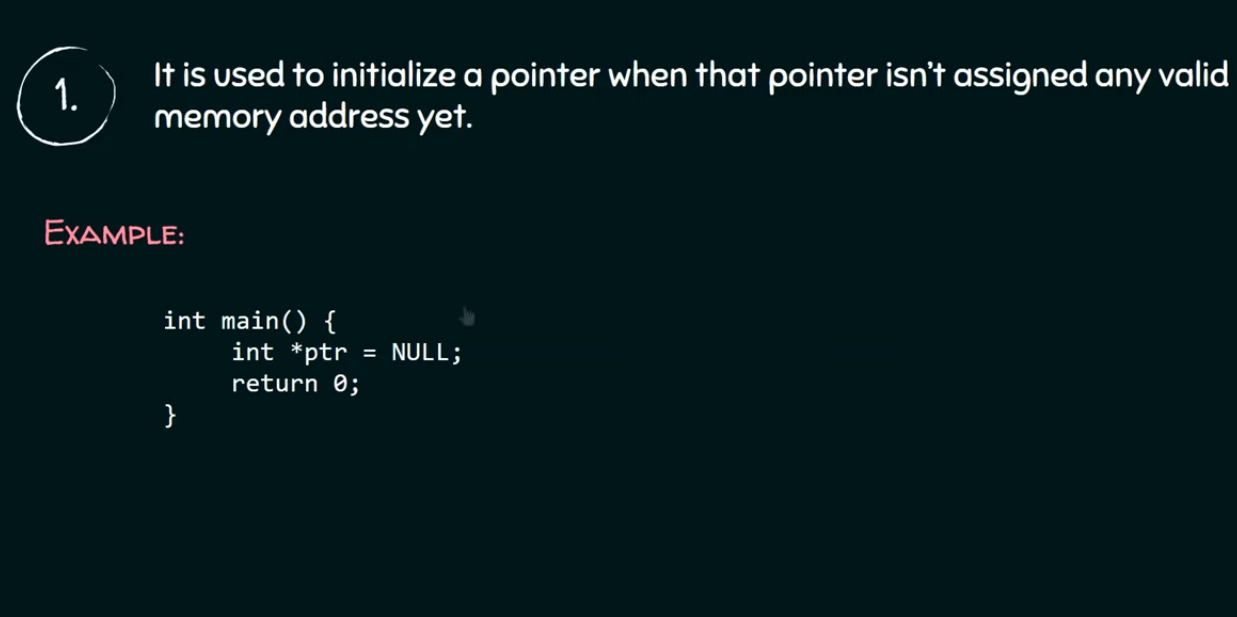 1. It is used to initialize a pointer when that pointer isn't assigned any valid
memory address yet.
EXAMPLE:
int main() {
int *ptr = NULL;
return 0;
}